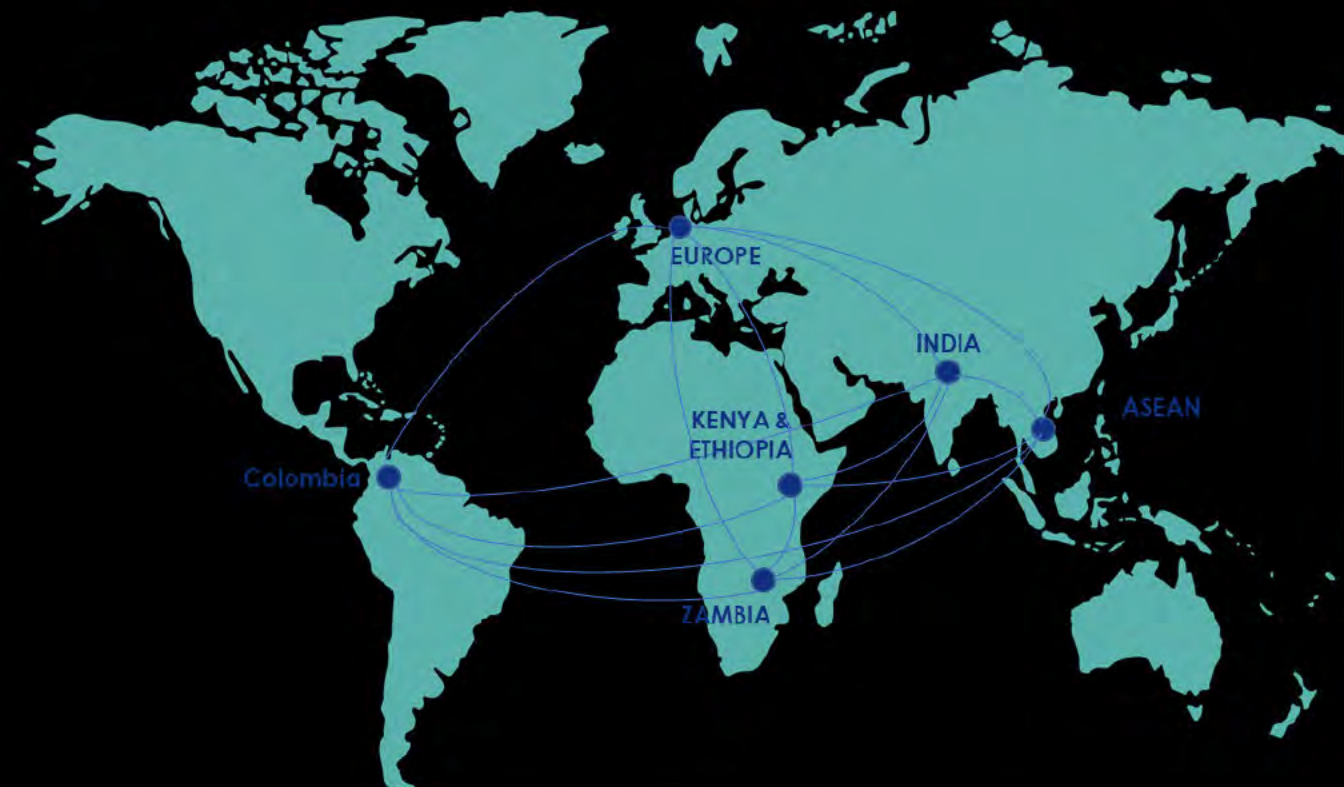 EUROPE
INDIA
ASEAN
KENYA &
ETHIOPIA
Colombia
ZAMBIA